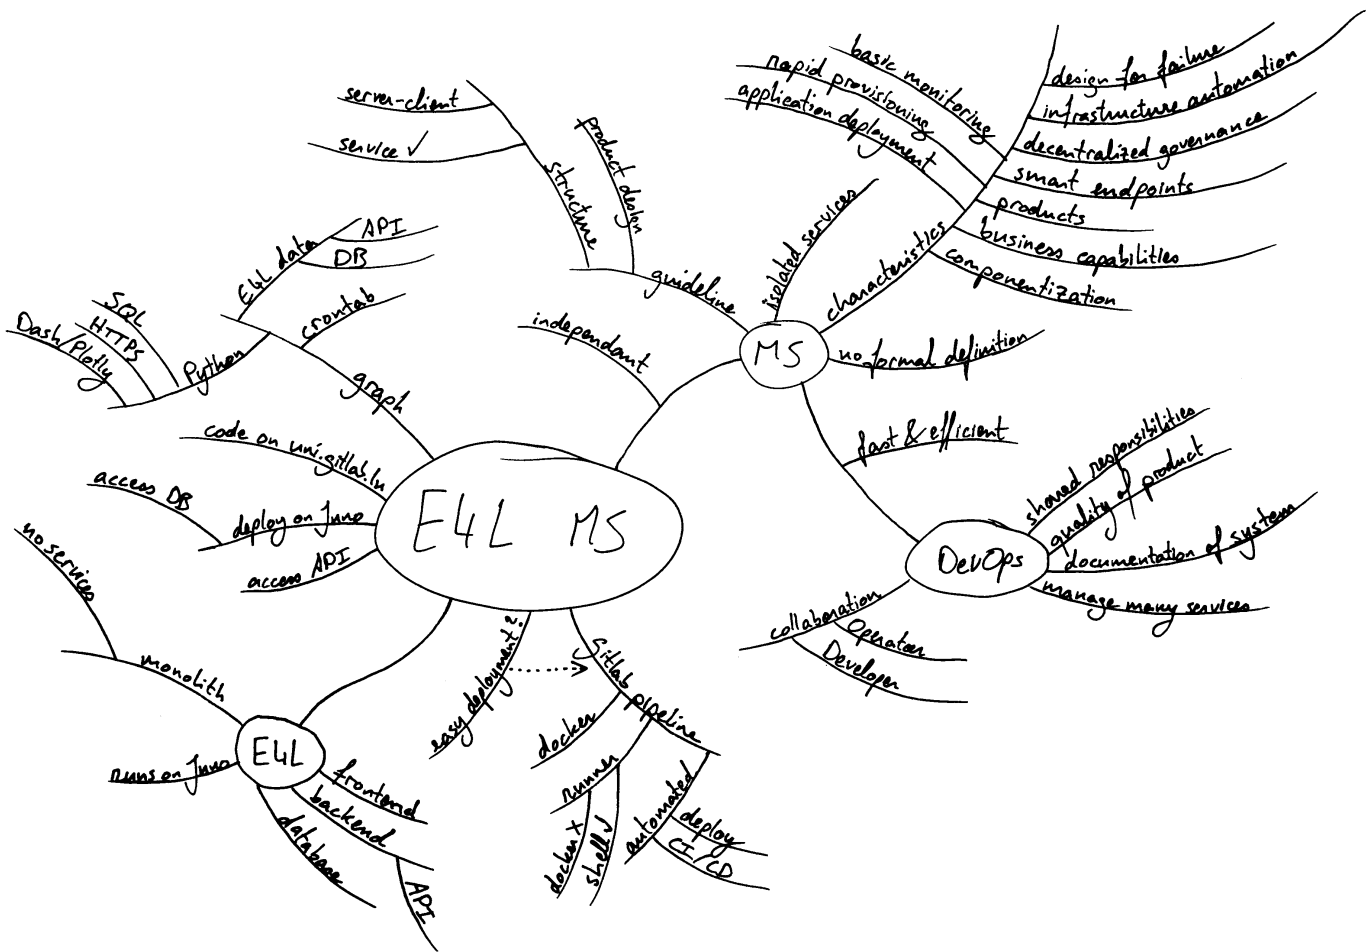 E4L MS
MS
isolated services
characteristics
basic monitoring
rapid provisioning
application deployment
design for failure
infrastructure automation
decentralized governance
smart endpoints
products
business capabilities
componentization
no formal definition
guideline
product design
structure
server-client
service ✓
independant
fast & efficient
DevOps
shared responsibilities
quality of product
documentation of system
manage many services
collaboration
Operator
Developer
graph
crontab
E4L data
API
DB
Python
SQL
HTTPS
Dash/Plotly
code on uni.gitlab.lu
deploy on Juno
access DB
access API
E4L
monolith
no services
runs on Juno
frontend
backend
API
database
easy deployment?
Gitlab pipeline
docker
runner
docker ×
shell ✓
automated
deploy
CI/CD